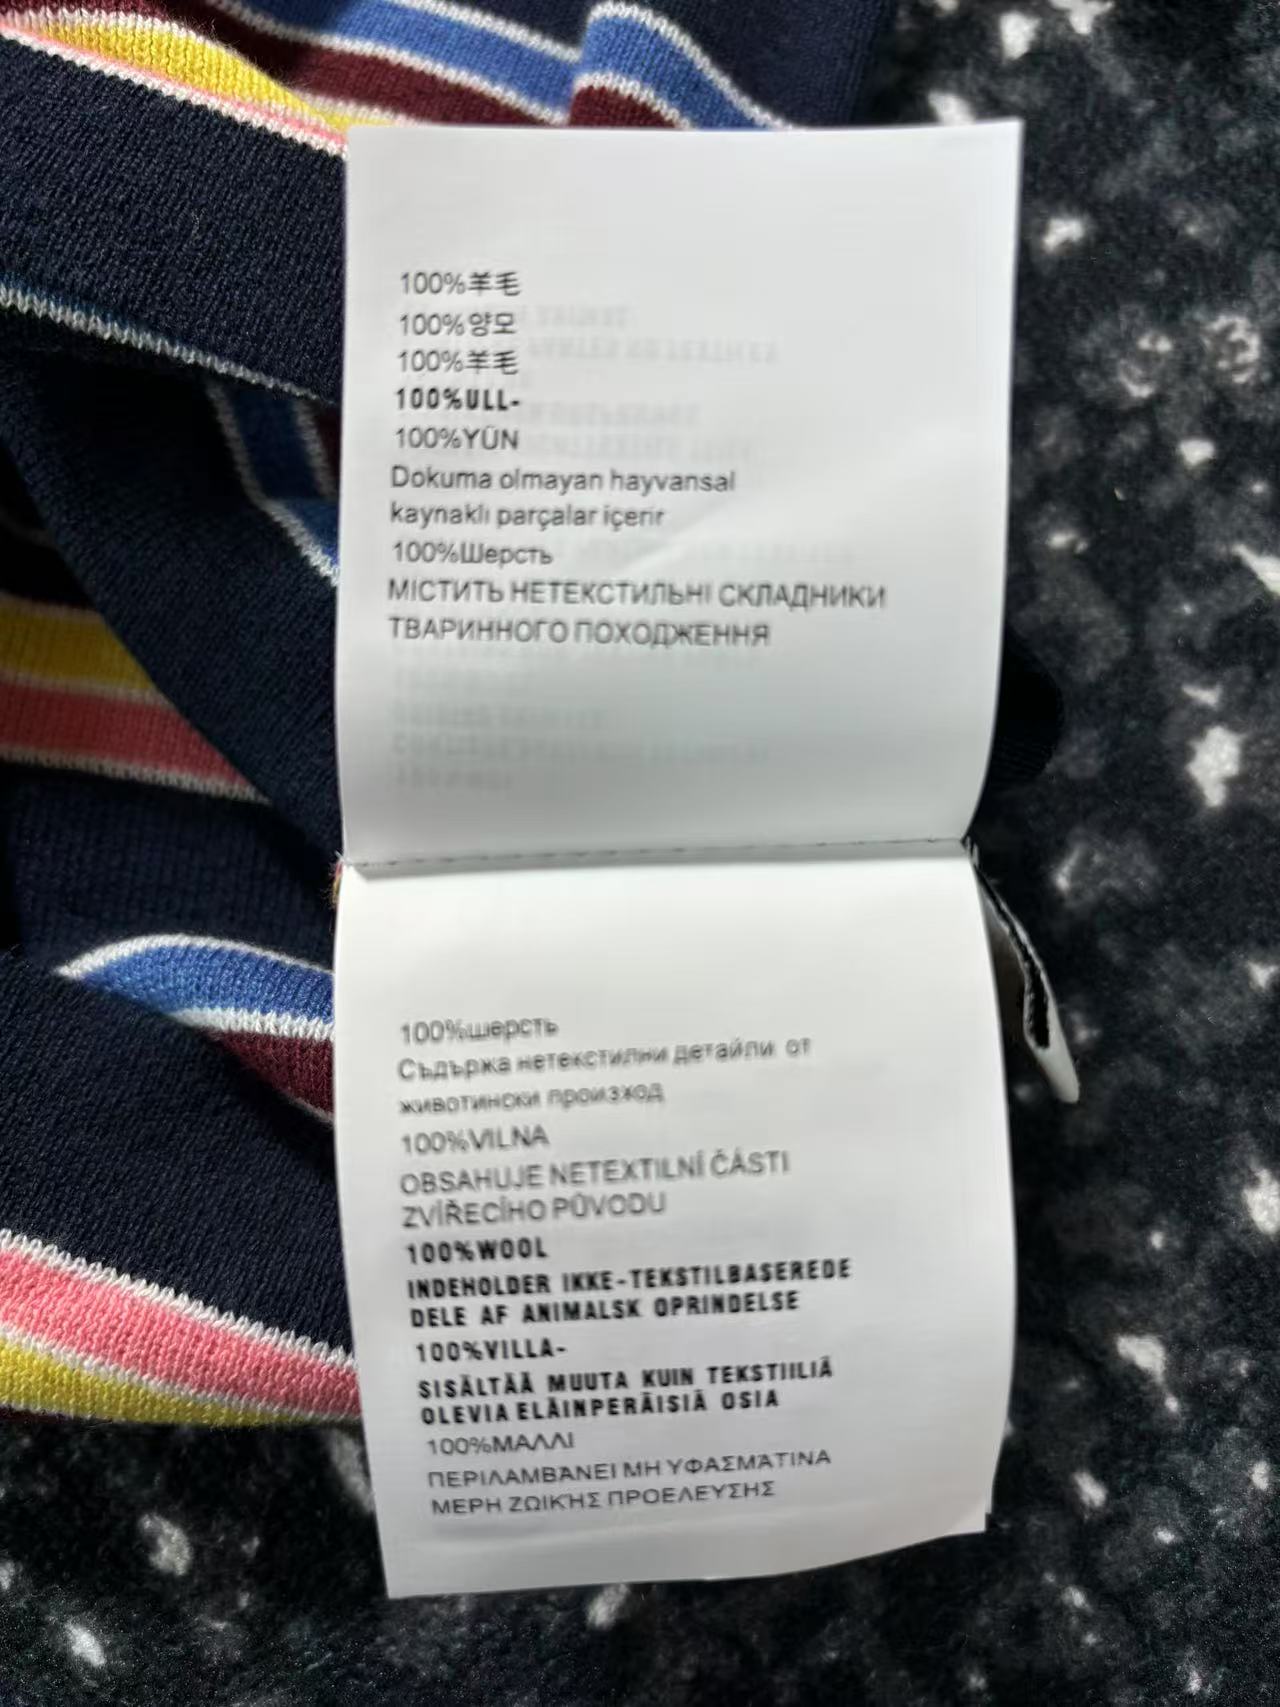 100%羊毛
100%양모
100%羊毛
100%ULL-
100%YÜN
Dokuma olmayan hayvansal
kaynaklı parçalar içerir
100%Шерсть
МІСТИТЬ НЕТЕКСТИЛЬНІ СКЛАДНИКИ
ТВАРИННОГО ПОХОДЖЕННЯ
100%шерсть
Съдържа нетекстилни детайли от
животински произход
100%VILNA
OBSAHUJE NETEXTILNÍ ČÁSTI
ZVÍŘECÍHO PŮVODU
100%WOOL
INDEHOLDER IKKE-TEKSTILBASEREDE
DELE AF ANIMALSK OPRINDELSE
100%VILLA-
SISÄLTÄÄ MUUTA KUIN TEKSTIILIÄ
OLEVIA ELÄINPERÄISIÄ OSIA
100%ΜΑΛΛΙ
ΠΕΡΙΛΑΜΒΆΝΕΙ ΜΗ ΥΦΑΣΜΆΤΙΝΑ
ΜΕΡΗ ΖΩΙΚΉΣ ΠΡΟΕΛΕΥΣΗΣ